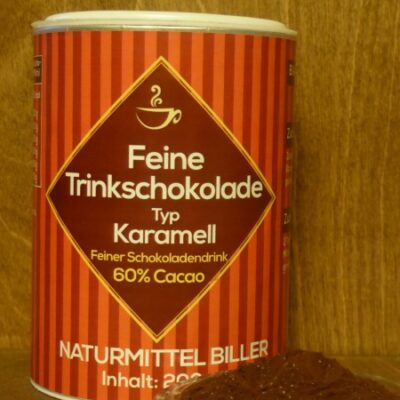 Feine
Trinkschokolade
Typ
Karamell
Feiner Schokoladendrink
60% Cacao
NATURMITTEL BILLER
Inhalt: